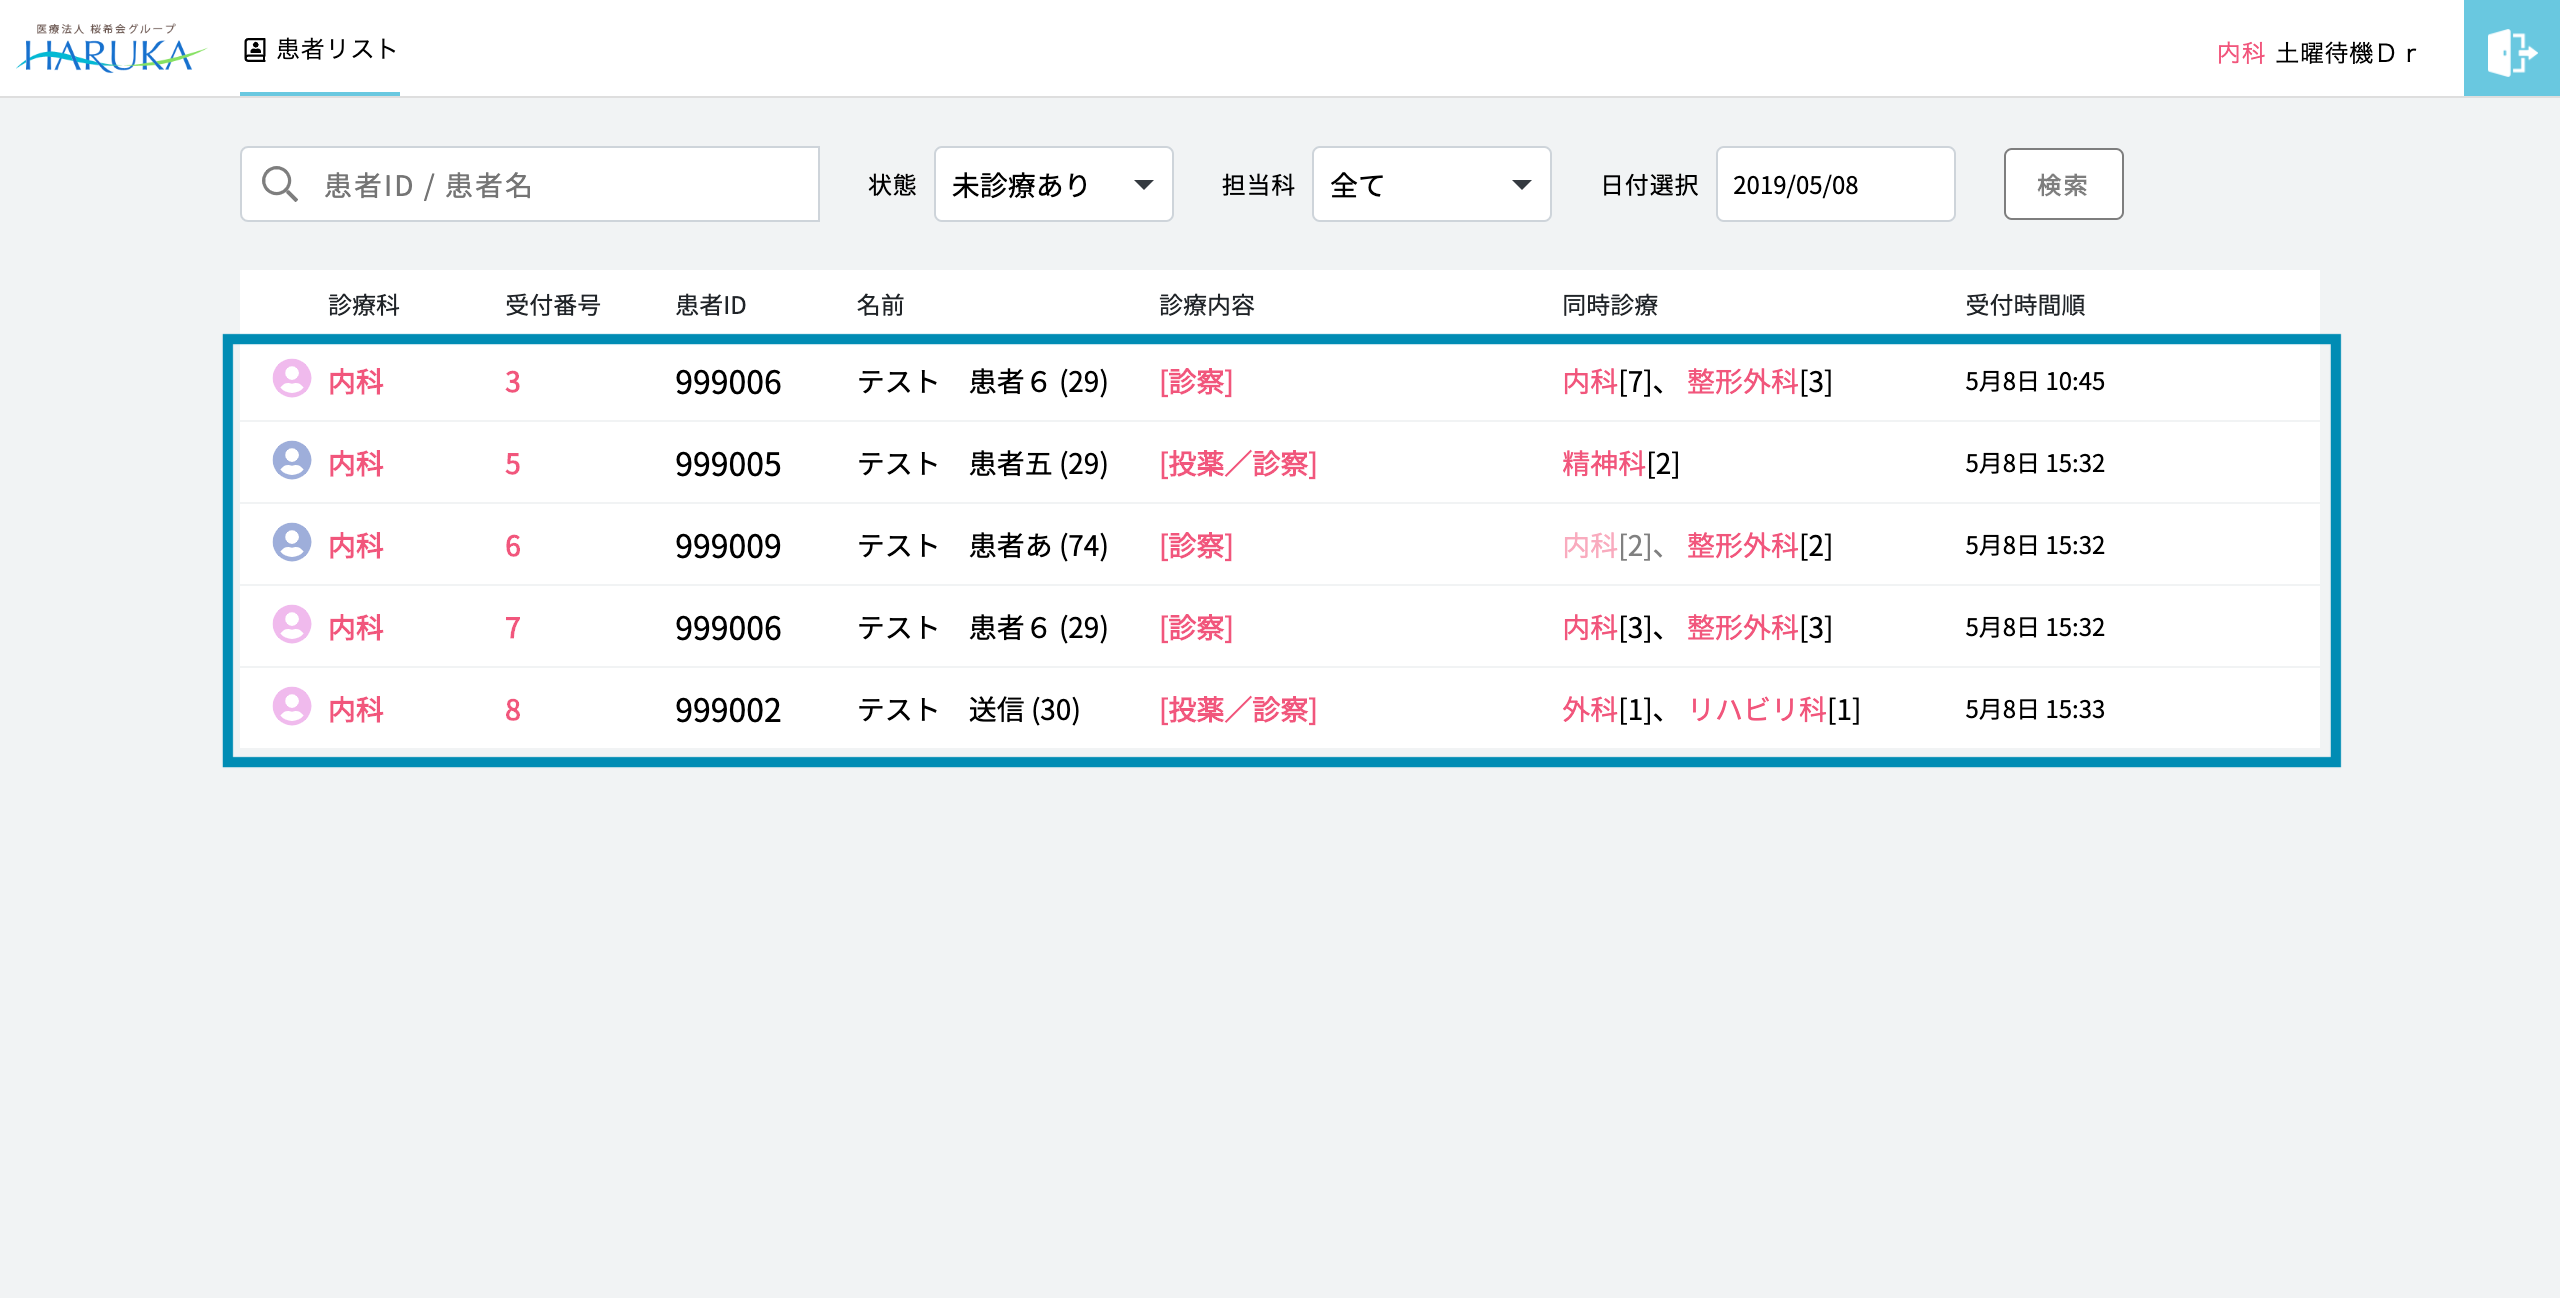 医療法人 桜希会グループ
HARUKA
患者リスト
内科 土曜待機Ｄｒ
患者ID / 患者名
状態 未診療あり 担当科 全て 日付選択 2019/05/08 検索
診療科 受付番号 患者ID 名前 診療内容 同時診療 受付時間順
内科 3 999006 テスト　患者６ (29) [診察] 内科[7]、 整形外科[3] 5月8日 10:45
内科 5 999005 テスト　患者五 (29) [投薬／診察] 精神科[2] 5月8日 15:32
内科 6 999009 テスト　患者あ (74) [診察] 内科[2]、 整形外科[2] 5月8日 15:32
内科 7 999006 テスト　患者６ (29) [診察] 内科[3]、 整形外科[3] 5月8日 15:32
内科 8 999002 テスト　送信 (30) [投薬／診察] 外科[1]、 リハビリ科[1] 5月8日 15:33